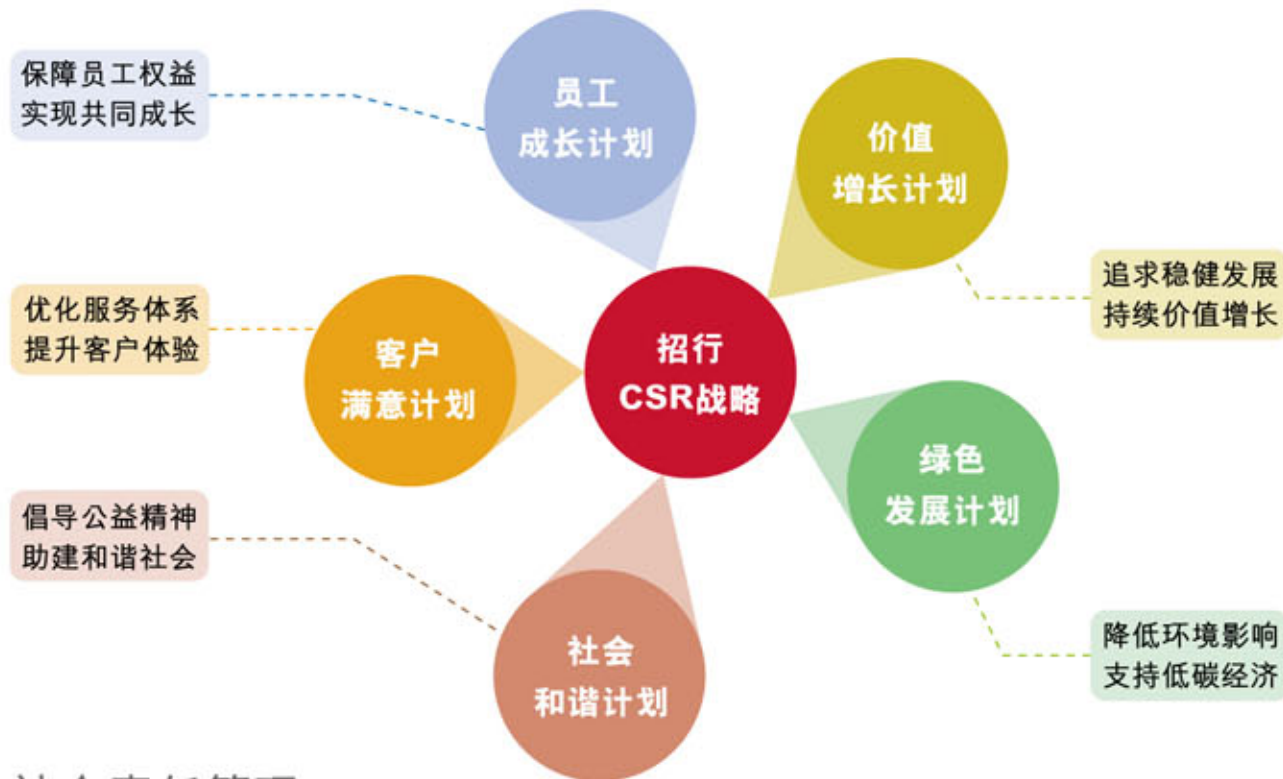 保障员工权益
实现共同成长
员工
成长计划
价值
增长计划
追求稳健发展
持续价值增长
优化服务体系
提升客户体验
客户
满意计划
招行
CSR战略
绿色
发展计划
倡导公益精神
助建和谐社会
社会
和谐计划
降低环境影响
支持低碳经济